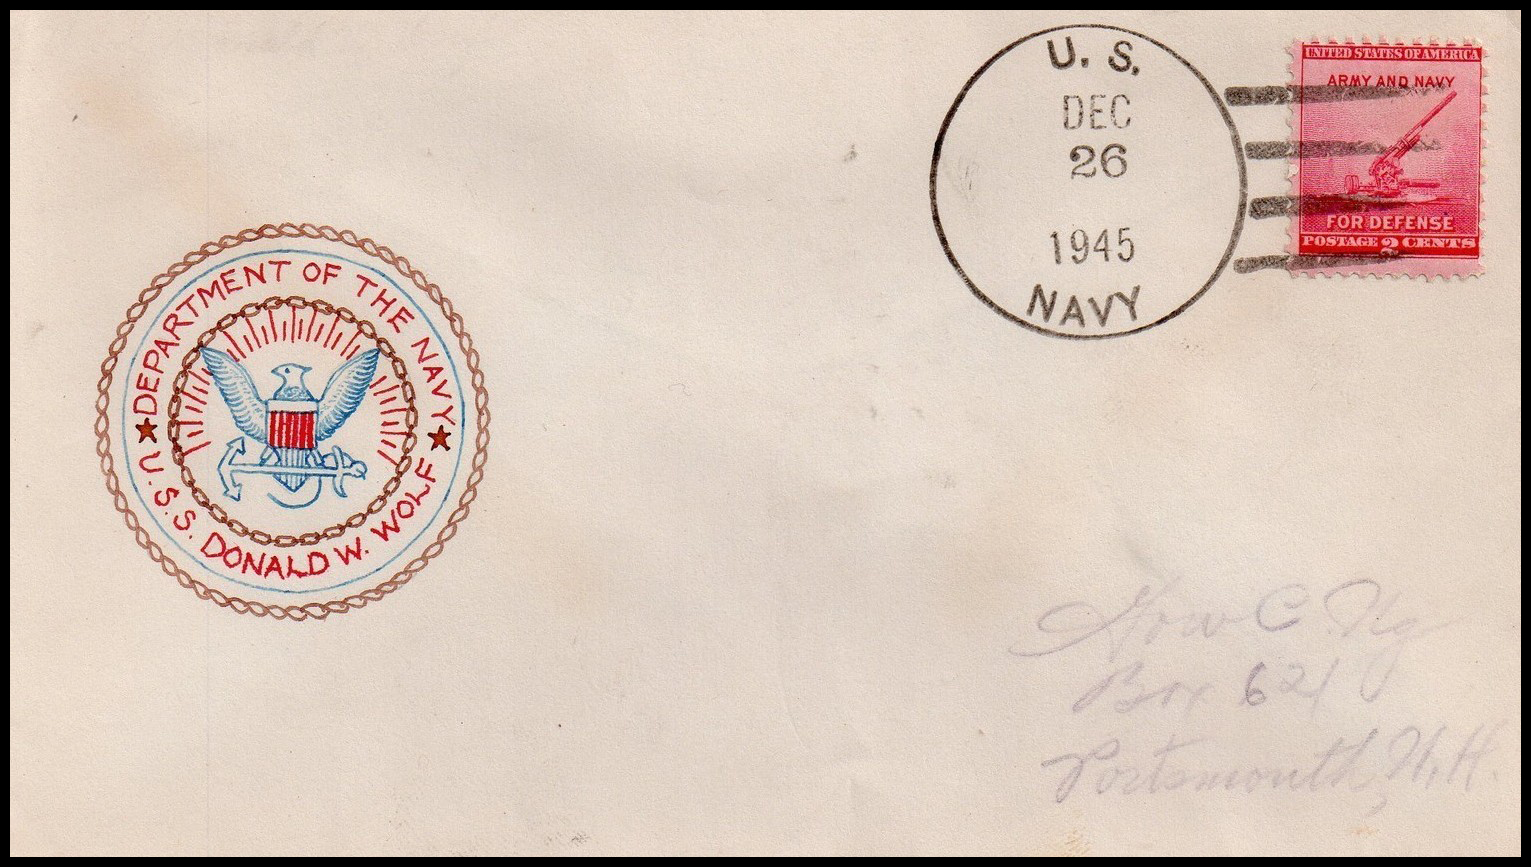 U. S.
DEC
26
1945
NAVY
UNITED STATES OF AMERICA
ARMY AND NAVY
FOR DEFENSE
POSTAGE 2 CENTS
★ DEPARTMENT OF THE NAVY ★
U.S.S. DONALD W. WOLF
C. Ng
Box 621
Portsmouth, N.H.